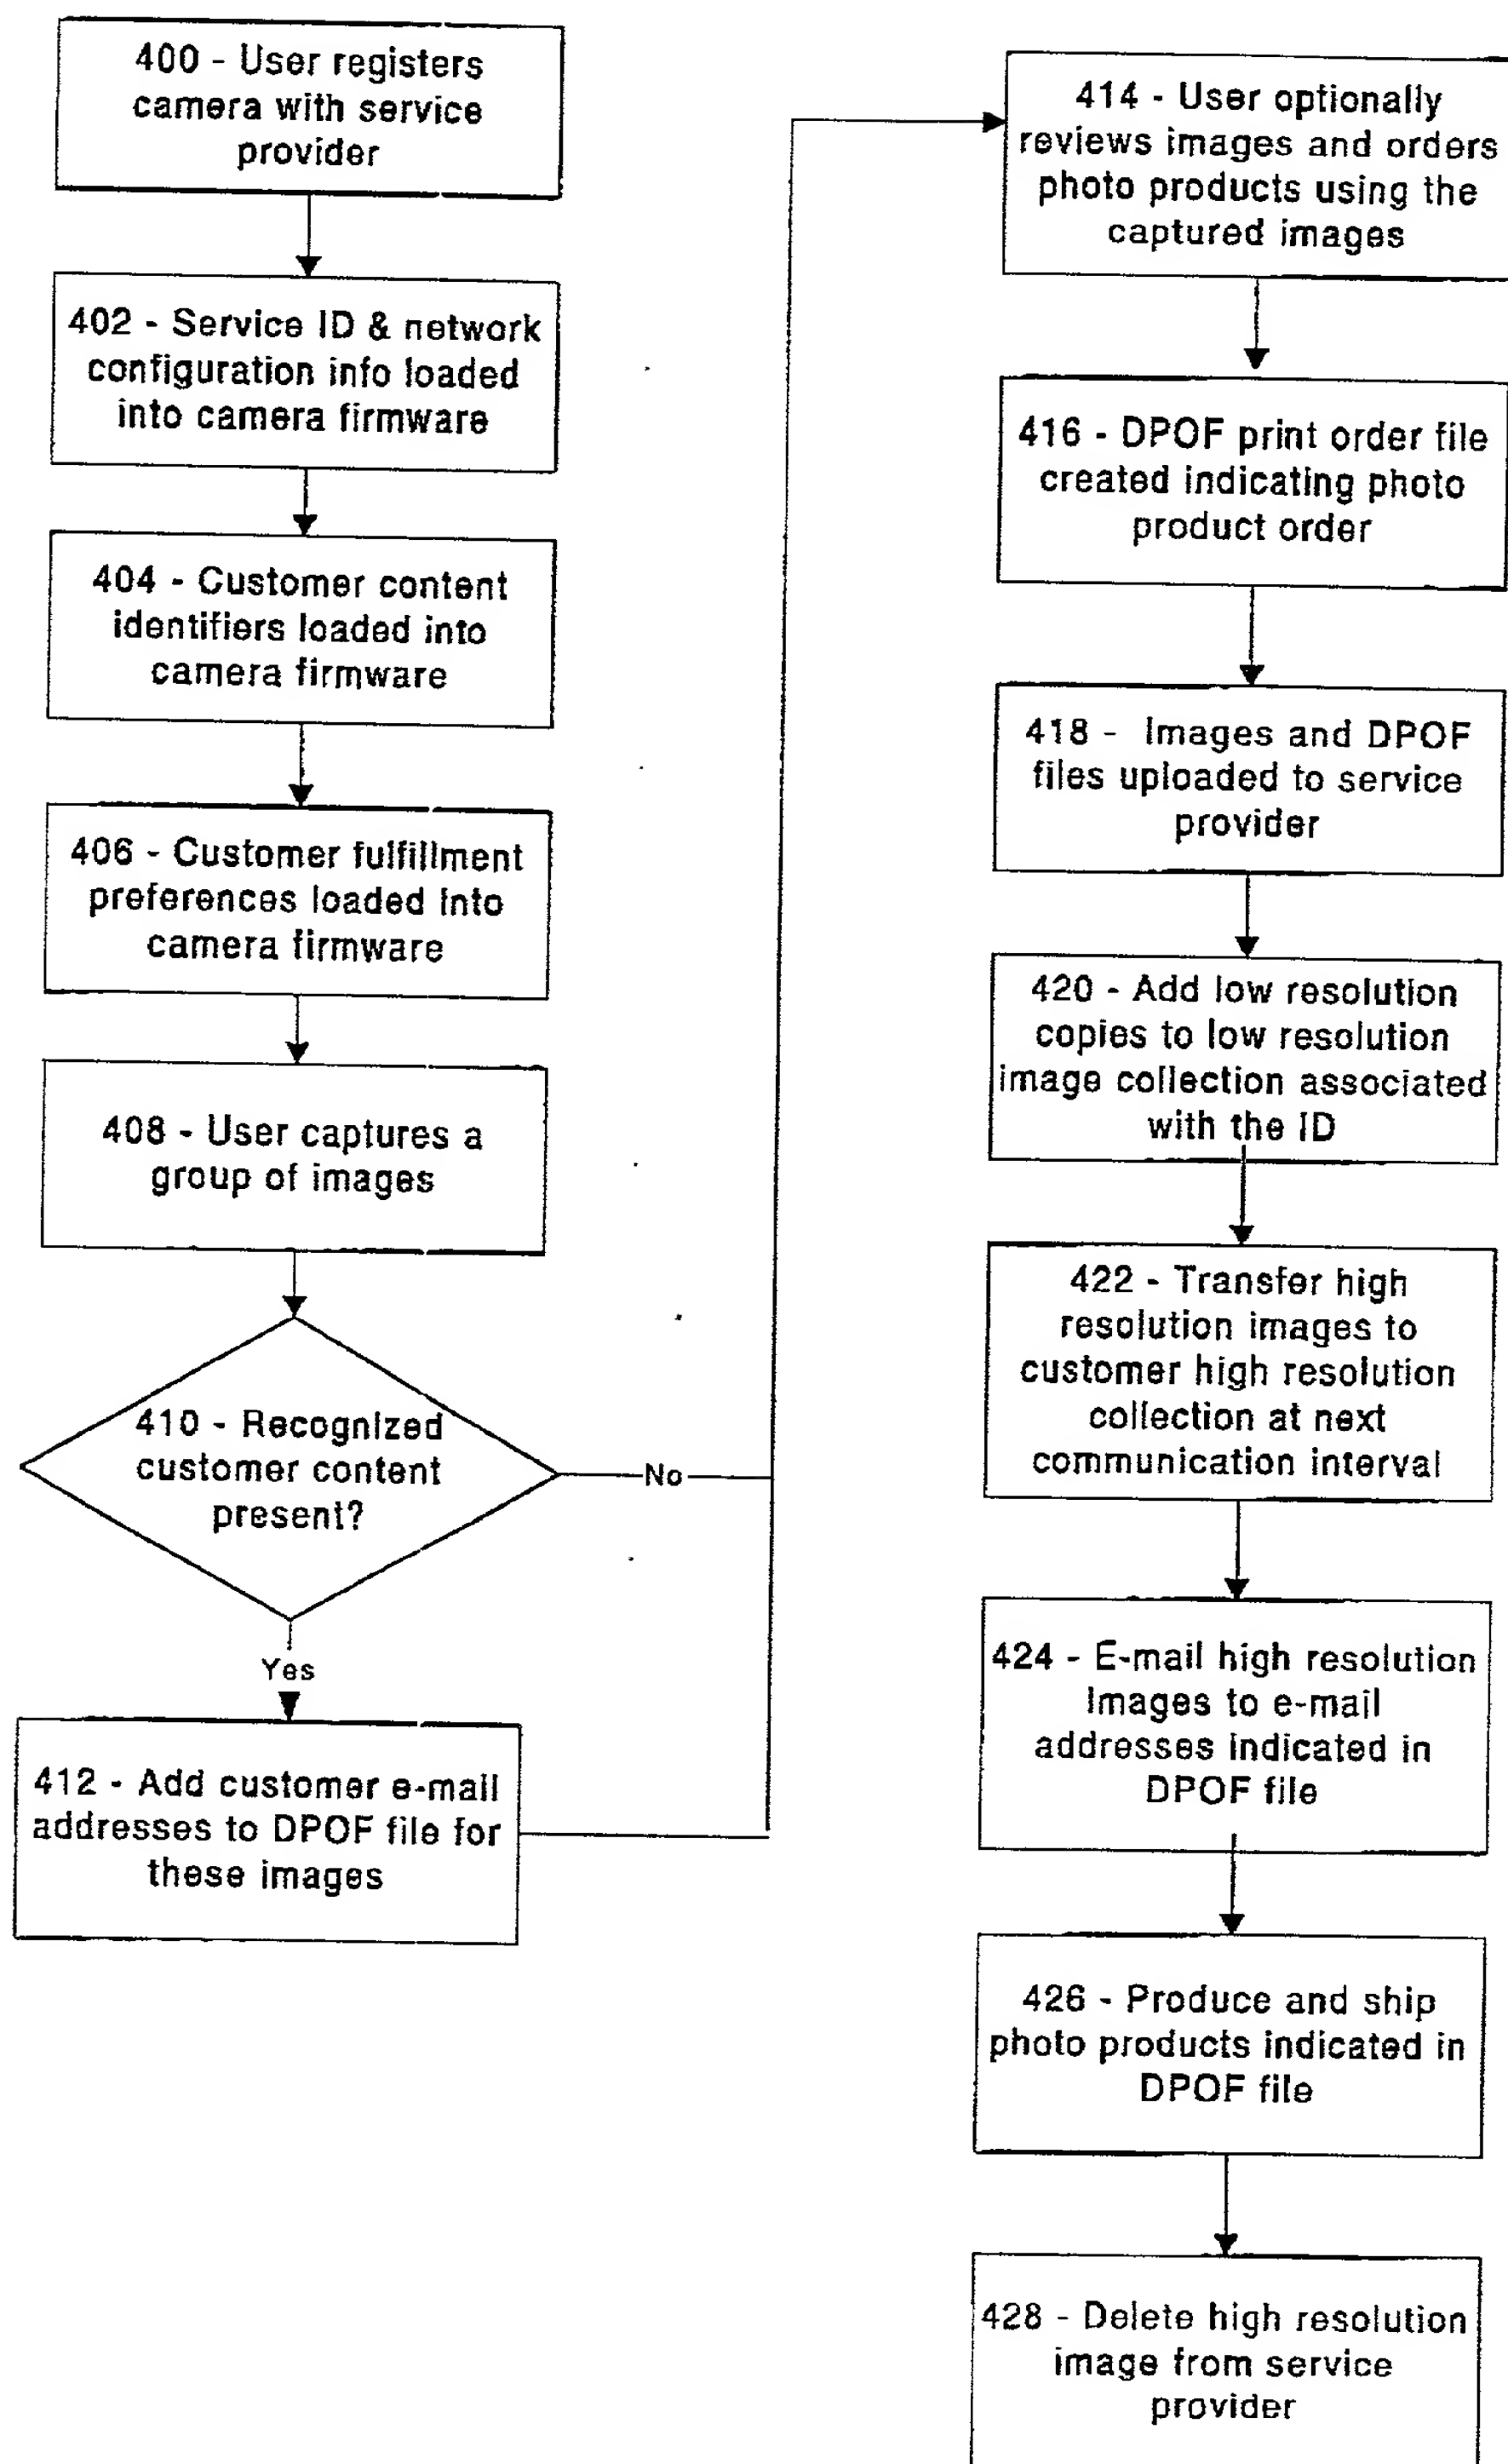 400 - User registers
camera with service
provider
402 - Service ID & network
configuration info loaded
into camera firmware
404 - Customer content
identifiers loaded into
camera firmware
406 - Customer fulfillment
preferences loaded into
camera firmware
408 - User captures a
group of images
410 - Recognized
customer content
present?
No
Yes
412 - Add customer e-mail
addresses to DPOF file for
these images
414 - User optionally
reviews images and orders
photo products using the
captured images
416 - DPOF print order file
created indicating photo
product order
418 - Images and DPOF
files uploaded to service
provider
420 - Add low resolution
copies to low resolution
image collection associated
with the ID
422 - Transfer high
resolution images to
customer high resolution
collection at next
communication interval
424 - E-mail high resolution
images to e-mail
addresses indicated in
DPOF file
426 - Produce and ship
photo products indicated in
DPOF file
428 - Delete high resolution
image from service
provider